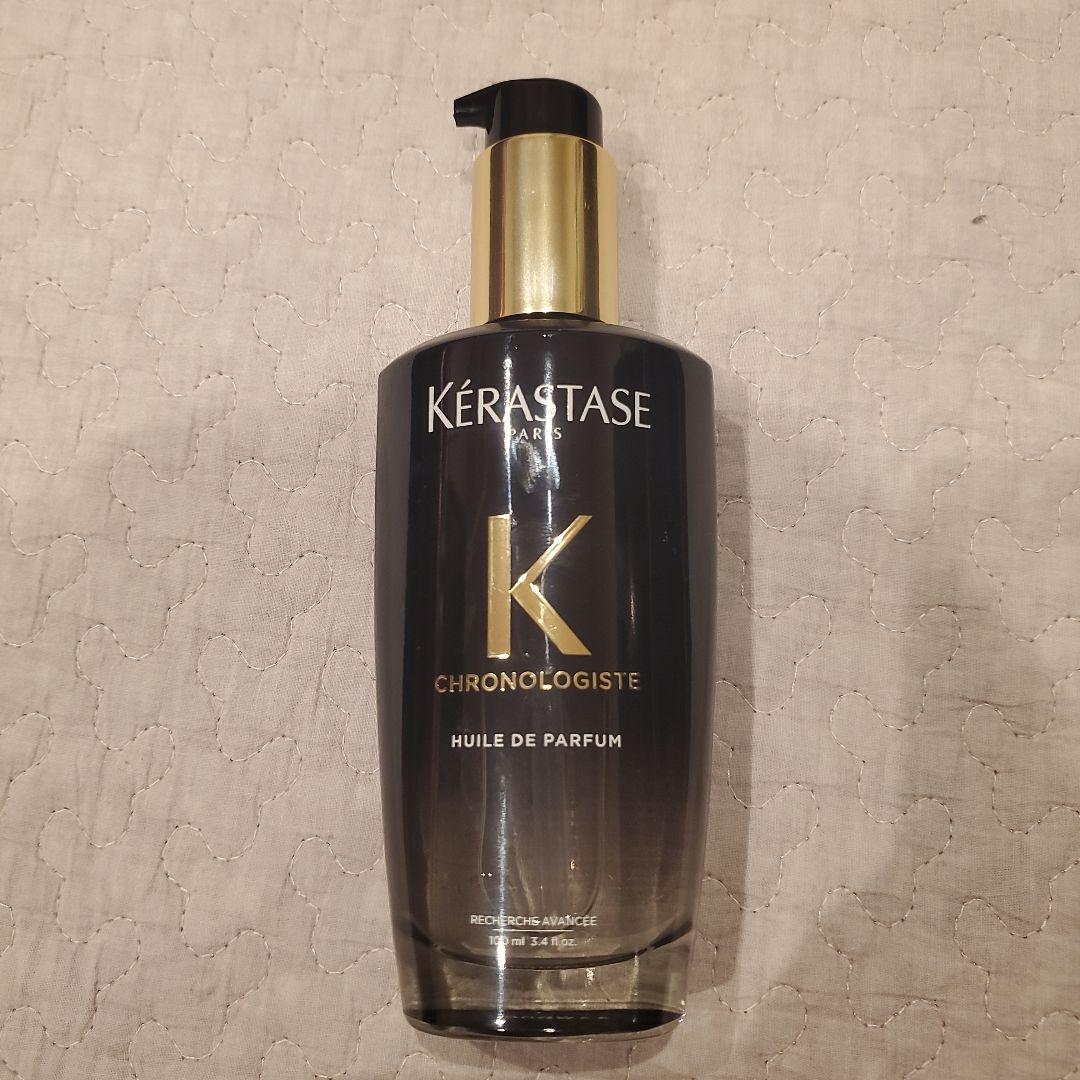 KÉRASTASE
PARIS
K
CHRONOLOGISTE
HUILE DE PARFUM
RECHERCHE AVANCÉE
100 ml 3.4 fl oz.